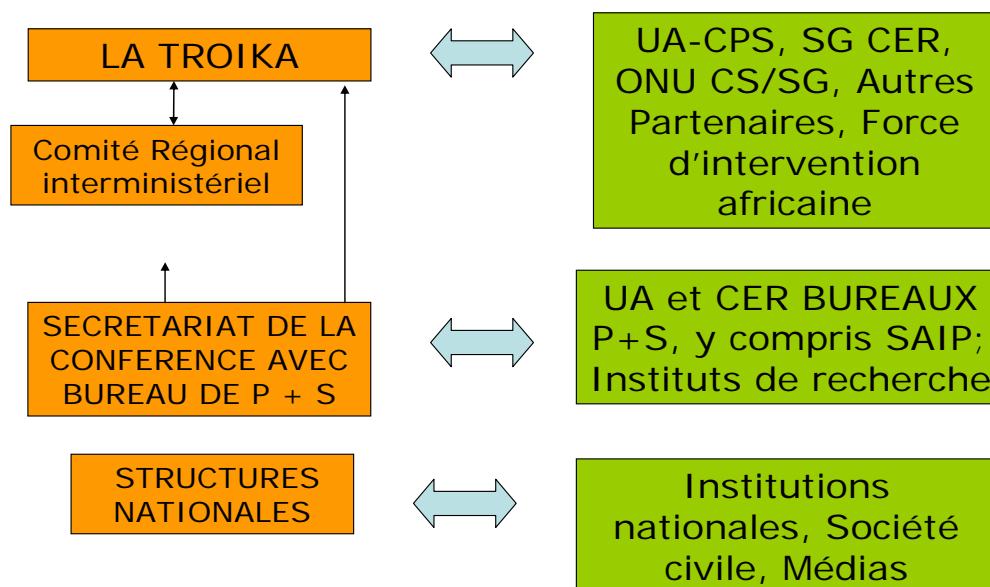 LA TROIKA
UA-CPS, SG CER,
ONU CS/SG, Autres
Partenaires, Force
d'intervention
africaine
Comité Régional
interministériel
SECRETARIAT DE LA
CONFERENCE AVEC
BUREAU DE P + S
UA et CER BUREAUX
P+S, y compris SAIP;
Instituts de recherche
STRUCTURES
NATIONALES
Institutions
nationales, Société
civile, Médias